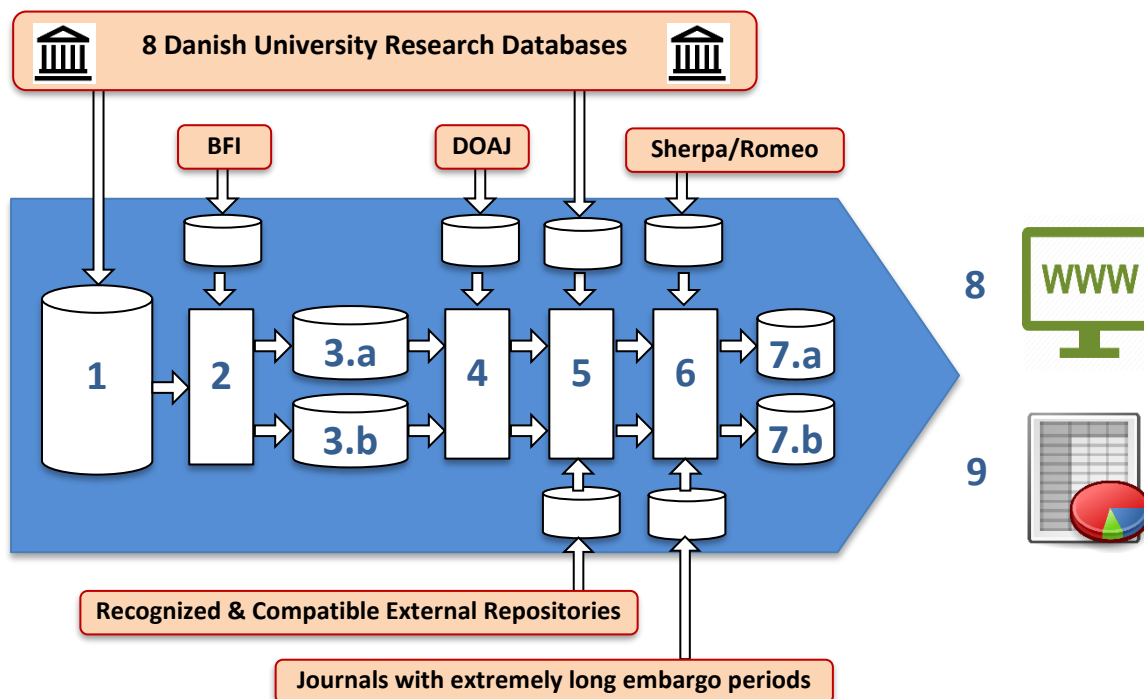 8 Danish University Research Databases
BFI
DOAJ
Sherpa/Romeo
1
2
3.a
3.b
4
5
6
7.a
7.b
8
WWW
9
Recognized & Compatible External Repositories
Journals with extremely long embargo periods